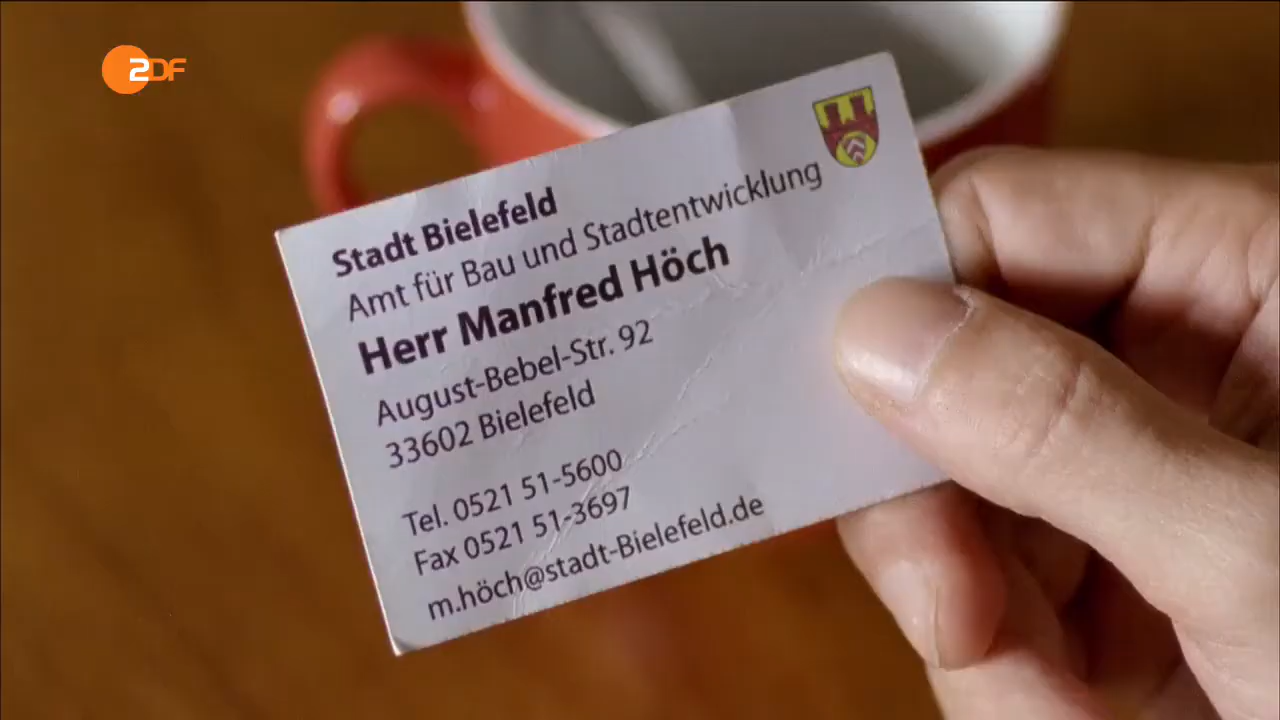 ZDF
Stadt Bielefeld
Amt für Bau und Stadtentwicklung
Herr Manfred Höch
August-Bebel-Str. 92
33602 Bielefeld
Tel. 0521 51-5600
Fax 0521 51-3697
m.höch@stadt-Bielefeld.de